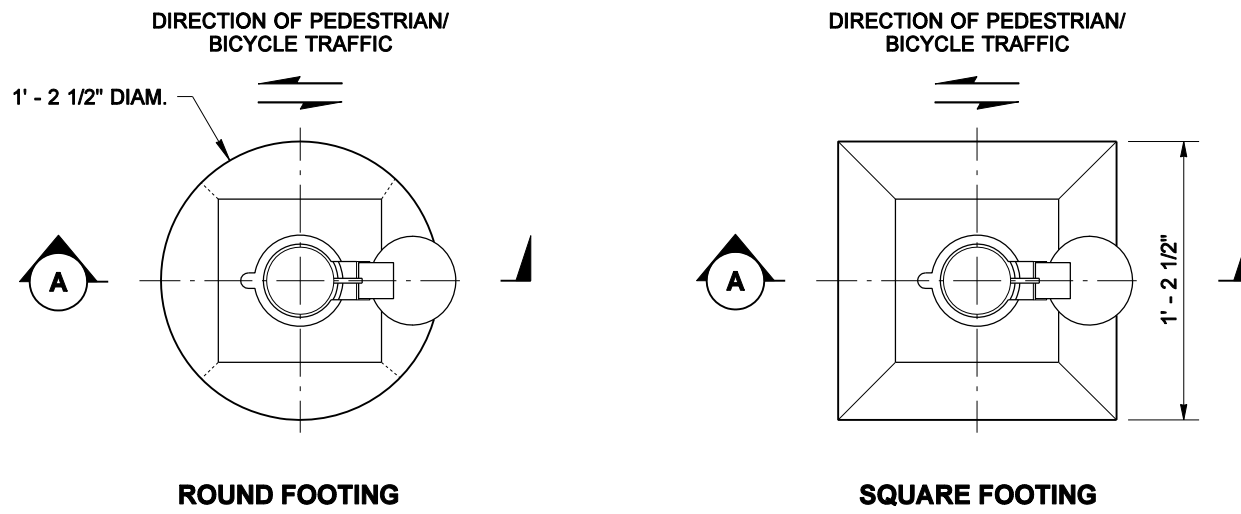 DIRECTION OF PEDESTRIAN/
BICYCLE TRAFFIC
1' - 2 1/2" DIAM.
A
ROUND FOOTING
DIRECTION OF PEDESTRIAN/
BICYCLE TRAFFIC
A
1' - 2 1/2"
SQUARE FOOTING